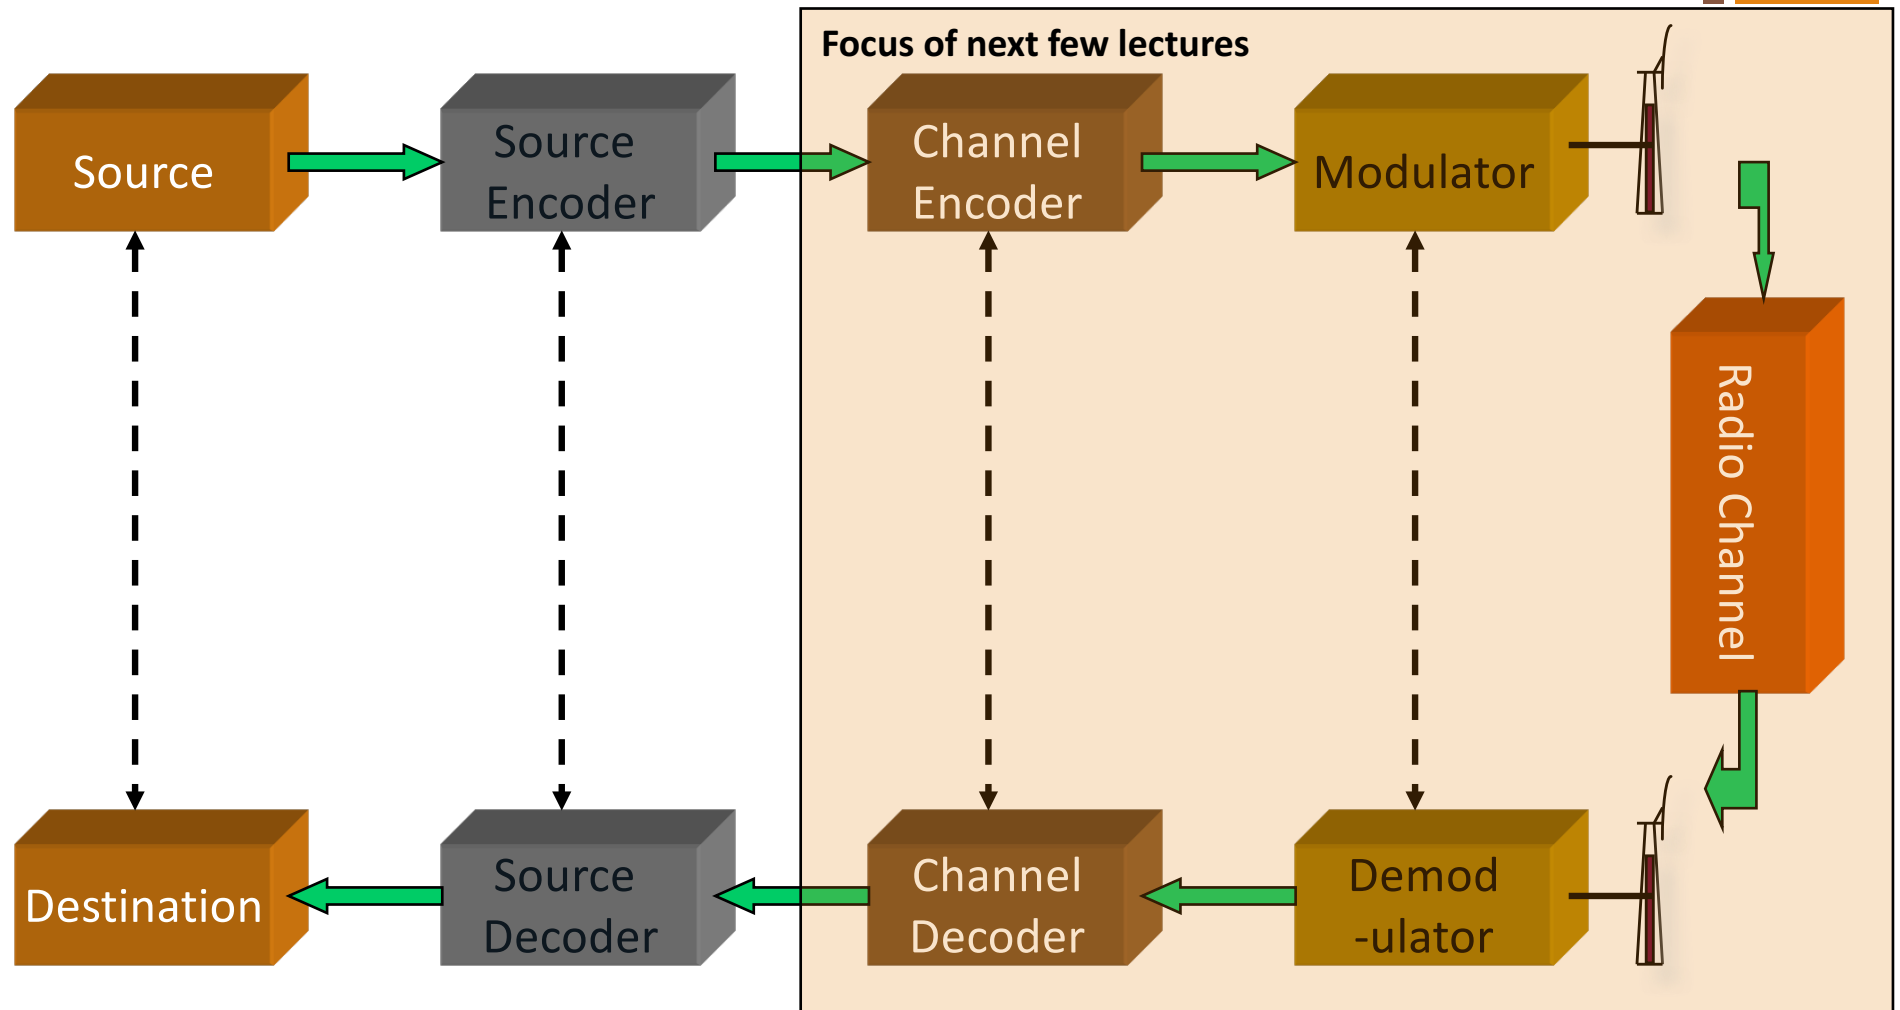 Focus of next few lectures
Source
Source
Encoder
Channel
Encoder
Modulator
Radio Channel
Destination
Source
Decoder
Channel
Decoder
Demod
-ulator